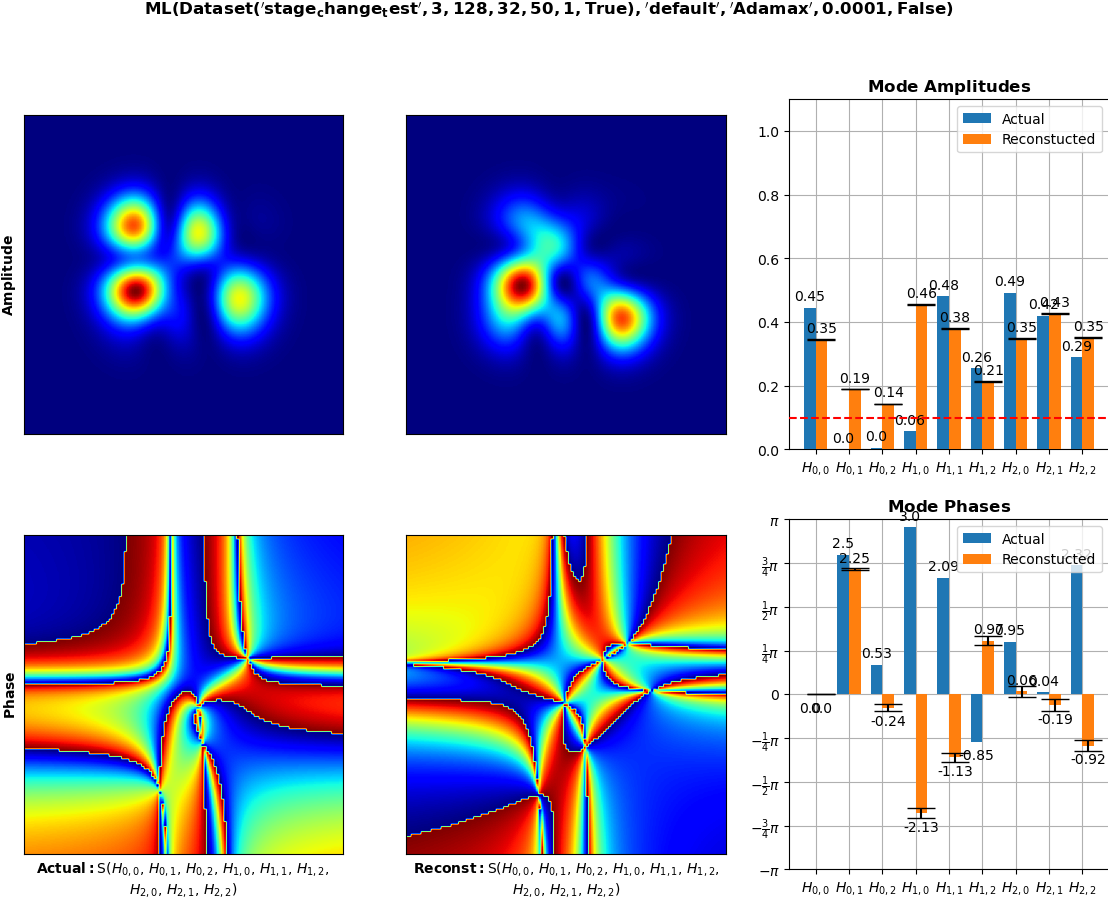 ML(Dataset('stage_change_test', 3, 128, 32, 50, 1, True), 'default', 'Adamax', 0.0001, False)
Mode Amplitudes
Amplitude
Actual
Reconstucted
1.0
0.8
0.6
0.4
0.2
0.0
0.45
0.35
0.0
0.19
0.0
0.14
0.06
0.46
0.48
0.38
0.26
0.21
0.49
0.35
0.42
0.43
0.29
0.35
H0,0 H0,1 H0,2 H1,0 H1,1 H1,2 H2,0 H2,1 H2,2
Mode Phases
Phase
Actual
Reconstucted
π
3/4π
1/2π
1/4π
0
−1/4π
−1/2π
−3/4π
−π
0.0
0.0
2.5
2.25
0.53
-0.24
3.0
-2.13
2.09
-1.13
-0.85
0.97
0.95
0.06
0.04
-0.19
-0.92
H0,0 H0,1 H0,2 H1,0 H1,1 H1,2 H2,0 H2,1 H2,2
Actual: S(H0,0, H0,1, H0,2, H1,0, H1,1, H1,2,
H2,0, H2,1, H2,2)
Reconst: S(H0,0, H0,1, H0,2, H1,0, H1,1, H1,2,
H2,0, H2,1, H2,2)